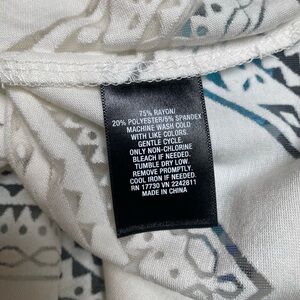 75% RAYON/
20% POLYESTER/5% SPANDEX
MACHINE WASH COLD
WITH LIKE COLORS.
GENTLE CYCLE.
ONLY NON-CHLORINE
BLEACH IF NEEDED.
TUMBLE DRY LOW.
REMOVE PROMPTLY.
COOL IRON IF NEEDED.
RN 17730 VN 2242811
MADE IN CHINA